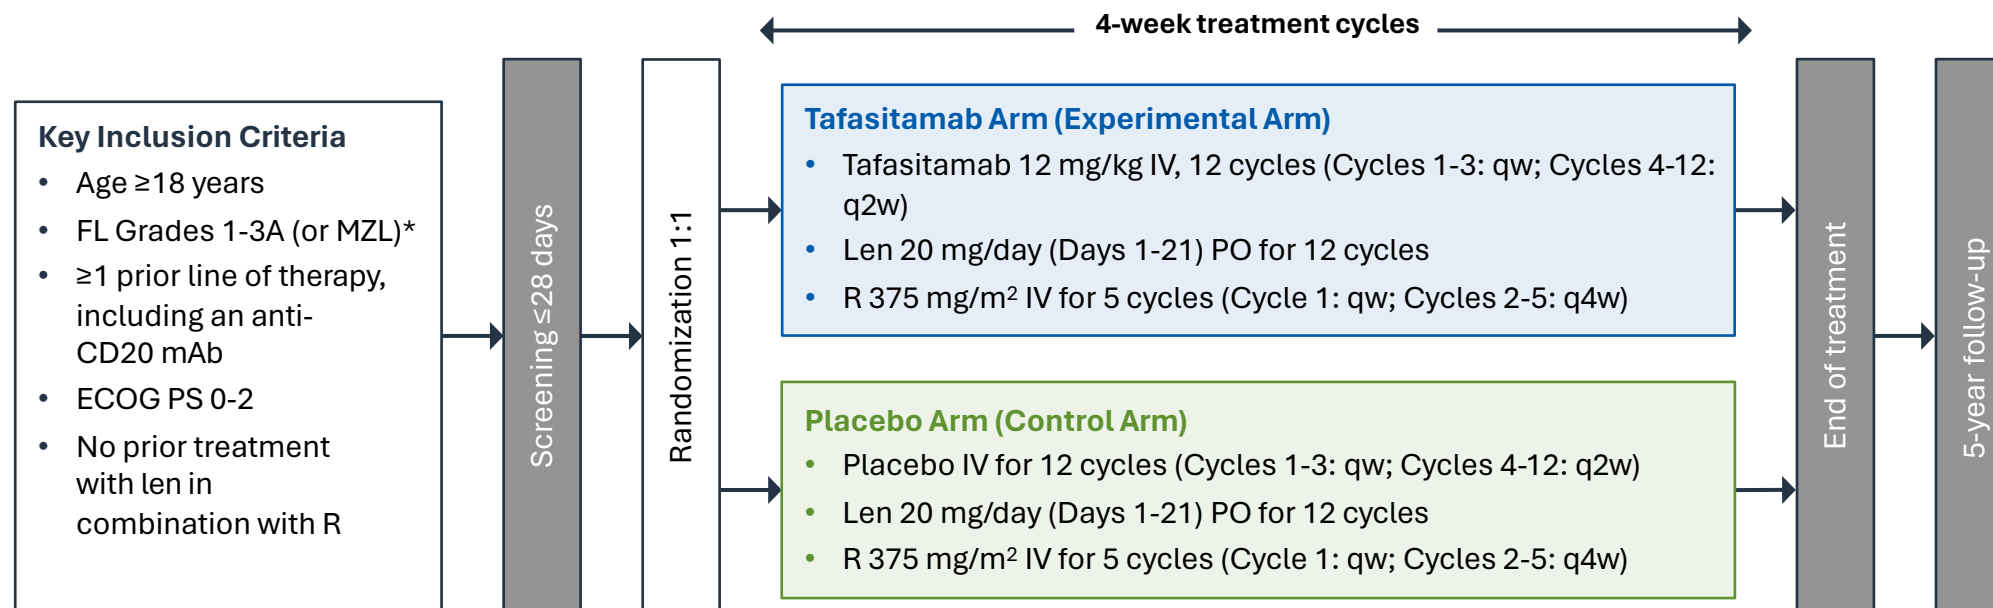 4-week treatment cycles
Key Inclusion Criteria
• Age ≥18 years
• FL Grades 1-3A (or MZL)*
• ≥1 prior line of therapy,
including an anti-
CD20 mAb
• ECOG PS 0-2
• No prior treatment
with len in
combination with R
Screening ≤28 days
Randomization 1:1
Tafasitamab Arm (Experimental Arm)
• Tafasitamab 12 mg/kg IV, 12 cycles (Cycles 1-3: qw; Cycles 4-12:
q2w)
• Len 20 mg/day (Days 1-21) PO for 12 cycles
• R 375 mg/m² IV for 5 cycles (Cycle 1: qw; Cycles 2-5: q4w)
Placebo Arm (Control Arm)
• Placebo IV for 12 cycles (Cycles 1-3: qw; Cycles 4-12: q2w)
• Len 20 mg/day (Days 1-21) PO for 12 cycles
• R 375 mg/m² IV for 5 cycles (Cycle 1: qw; Cycles 2-5: q4w)
End of treatment
5-year follow-up